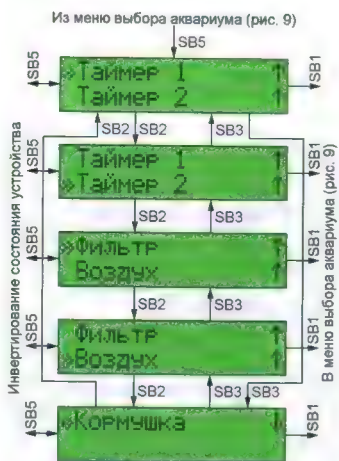 Из меню выбора аквариума (рис. 9)
SB5
SB5
»Таймер 1 ↑
Таймер 2 ↑
SB1
SB2
SB2
SB3
SB5
Таймер 1 ↑
»Таймер 2 ↑
SB1
SB2
SB3
SB5
»Фильтр ↑
Воздух ↑
SB1
SB2
SB3
SB5
Фильтр ↑
»Воздух ↑
SB1
SB2
SB3
SB3
SB5
»Кормушка
SB1
Инвертирование состояния устройства
В меню выбора аквариума (рис. 9)